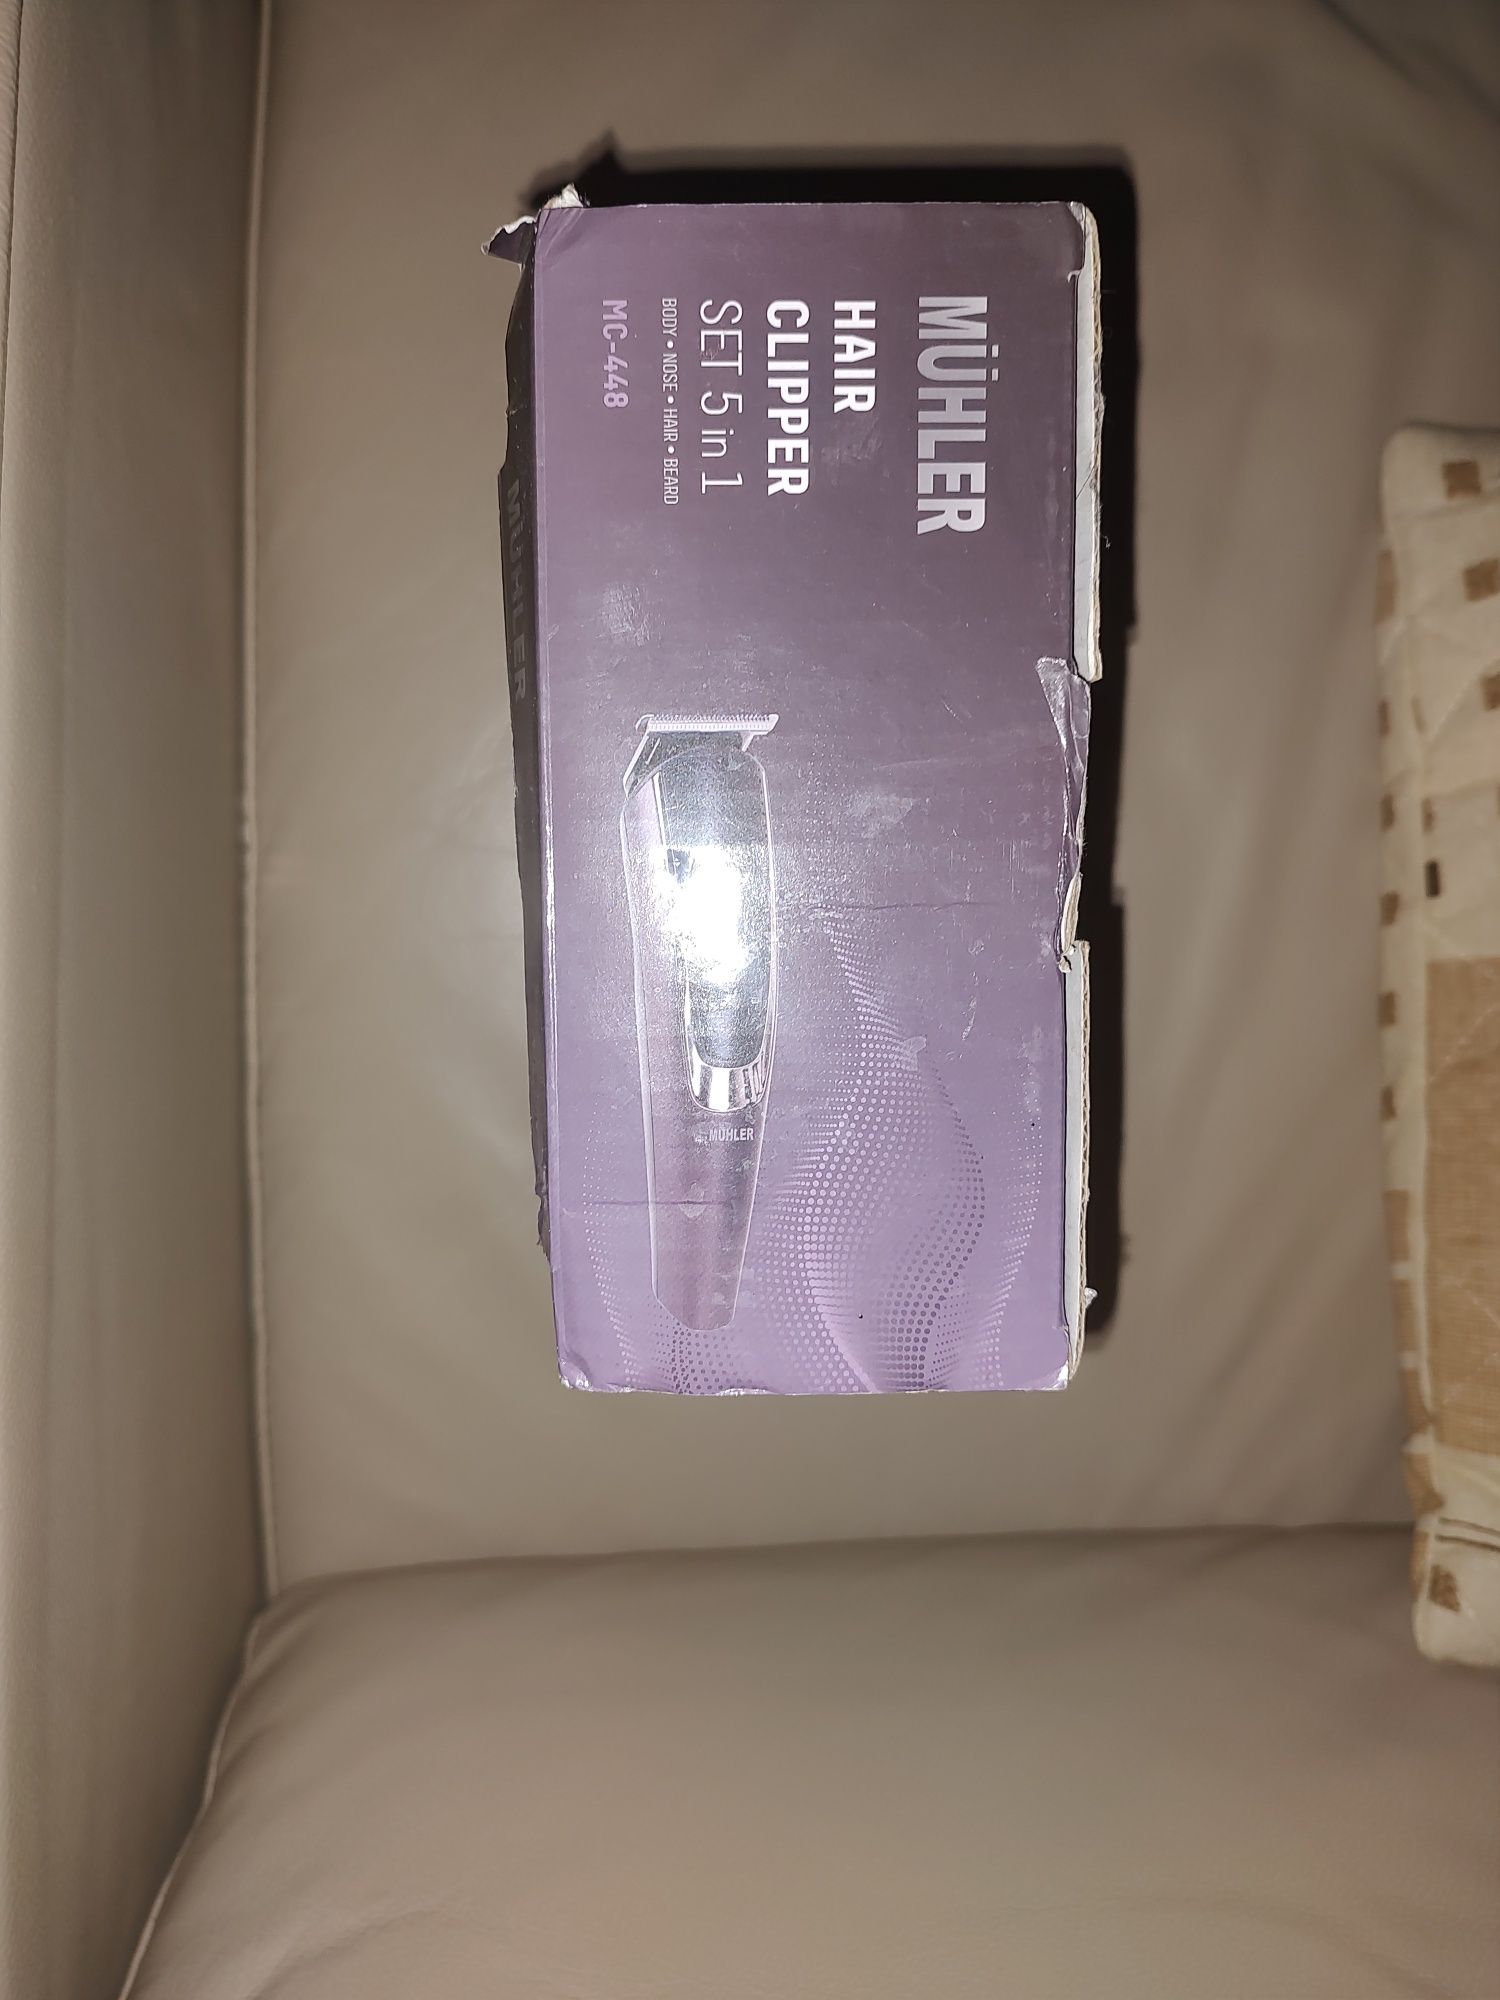 MÜHLER
HAIR
CLIPPER
SET 5 in 1
BODY • NOSE • HAIR • BEARD
MC-448
MÜHLER
MÜHLER